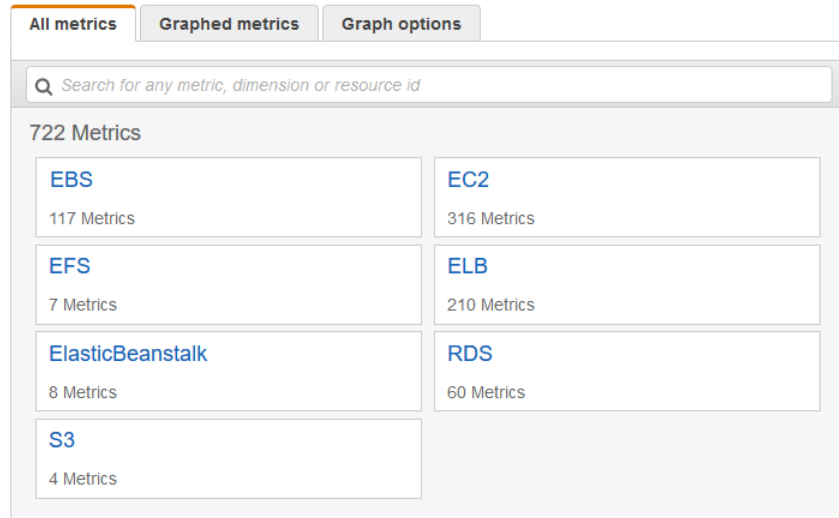 All metrics
Graphed metrics
Graph options
Search for any metric, dimension or resource id
722 Metrics
EBS
117 Metrics
EC2
316 Metrics
EFS
7 Metrics
ELB
210 Metrics
ElasticBeanstalk
8 Metrics
RDS
60 Metrics
S3
4 Metrics